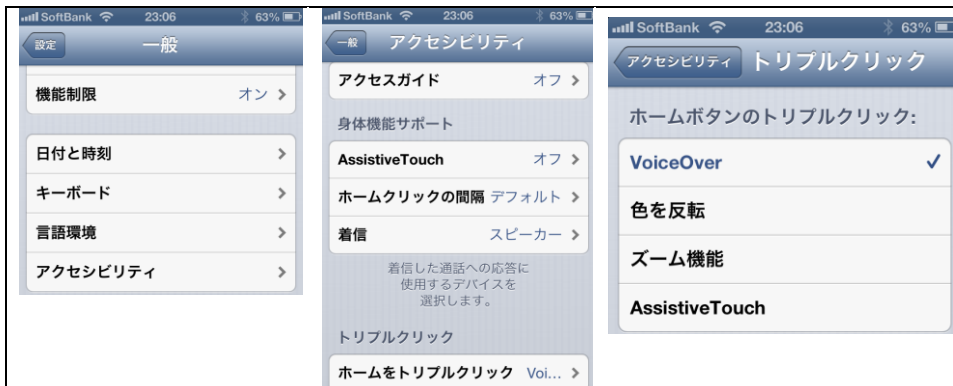 SoftBank 23:06 63%
設定 一般
機能制限 オン
日付と時刻
キーボード
言語環境
アクセシビリティ
SoftBank 23:06 63%
一般 アクセシビリティ
アクセスガイド オフ
身体機能サポート
AssistiveTouch オフ
ホームクリックの間隔 デフォルト
着信 スピーカー
着信した通話への応答に
使用するデバイスを
選択します。
トリプルクリック
ホームをトリプルクリック Voi...
SoftBank 23:06 63%
アクセシビリティ トリプルクリック
ホームボタンのトリプルクリック:
VoiceOver
色を反転
ズーム機能
AssistiveTouch